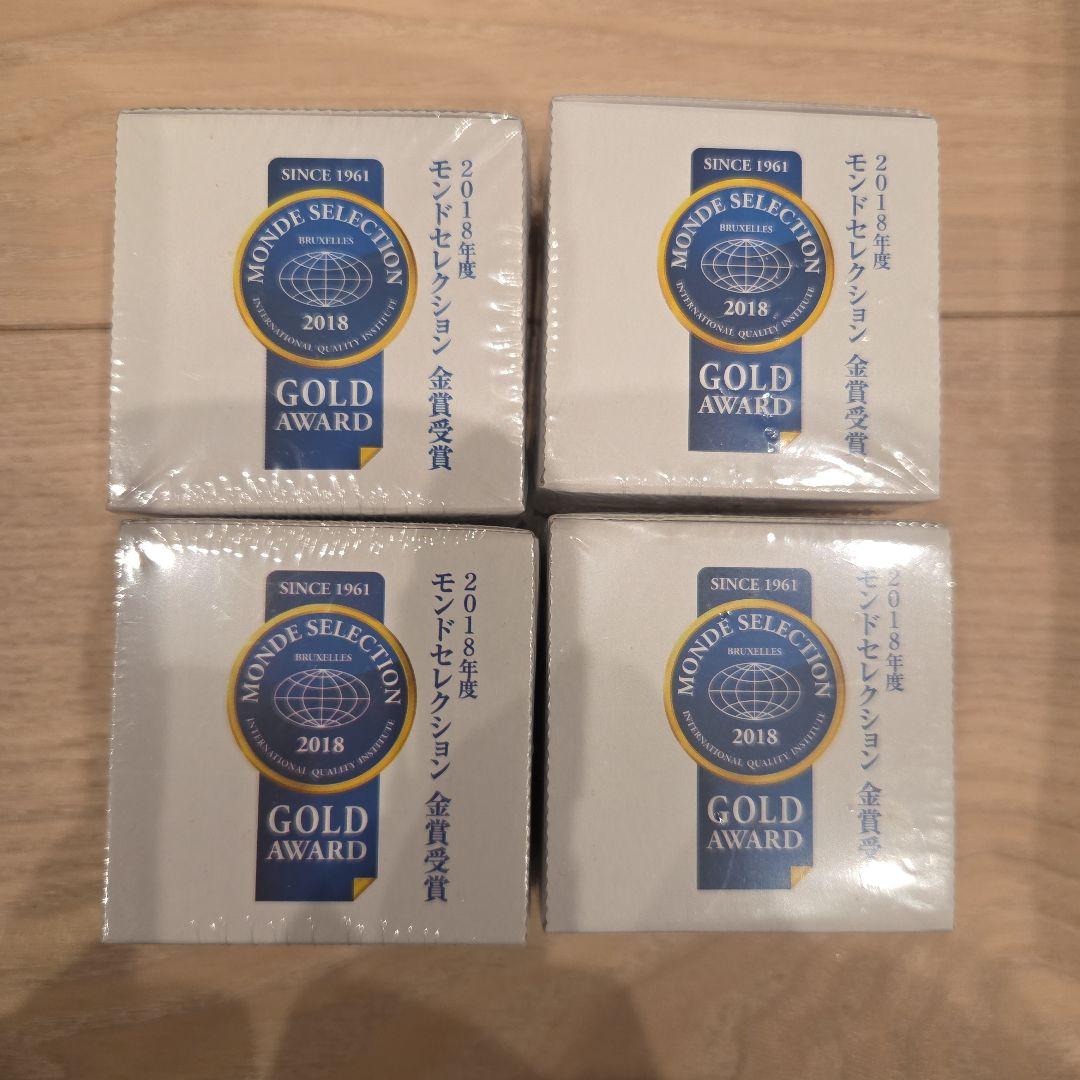 SINCE 1961
MONDE SELECTION
BRUXELLES
2018
INTERNATIONAL QUALITY INSTITUTE
GOLD
AWARD
2018年度
モンドセレクション 金賞受賞
SINCE 1961
MONDE SELECTION
BRUXELLES
2018
INTERNATIONAL QUALITY INSTITUTE
GOLD
AWARD
2018年度
モンドセレクション 金賞受賞
SINCE 1961
MONDE SELECTION
BRUXELLES
2018
INTERNATIONAL QUALITY INSTITUTE
GOLD
AWARD
2018年度
モンドセレクション 金賞受賞
SINCE 1961
MONDE SELECTION
BRUXELLES
2018
INTERNATIONAL QUALITY INSTITUTE
GOLD
AWARD
2018年度
モンドセレクション 金賞受